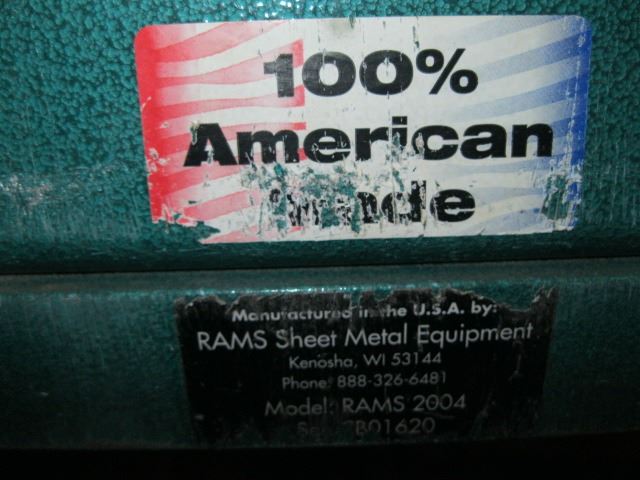 100%
American
Made
Manufactured in the U.S.A. by:
RAMS Sheet Metal Equipment
Kenosha, WI 53144
Phone: 888-326-6481
Model: RAMS 2004